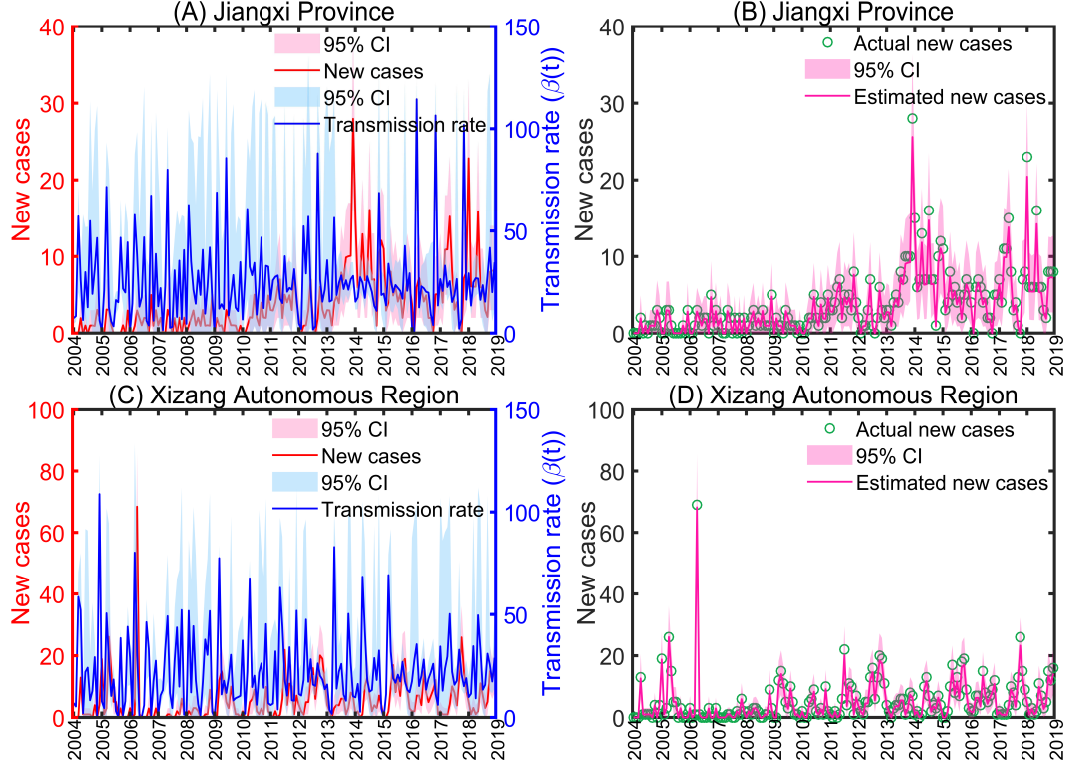 (A) Jiangxi Province
40
30
20
10
0
New cases
150
100
50
0
Transmission rate (β(t))
95% CI
New cases
95% CI
Transmission rate
2004 2005 2006 2007 2008 2009 2010 2011 2012 2013 2014 2015 2016 2017 2018 2019
(B) Jiangxi Province
40
30
20
10
0
New cases
Actual new cases
95% CI
Estimated new cases
2004 2005 2006 2007 2008 2009 2010 2011 2012 2013 2014 2015 2016 2017 2018 2019
(C) Xizang Autonomous Region
100
80
60
40
20
0
New cases
150
100
50
0
Transmission rate (β(t))
95% CI
New cases
95% CI
Transmission rate
2004 2005 2006 2007 2008 2009 2010 2011 2012 2013 2014 2015 2016 2017 2018 2019
(D) Xizang Autonomous Region
100
80
60
40
20
0
New cases
Actual new cases
95% CI
Estimated new cases
2004 2005 2006 2007 2008 2009 2010 2011 2012 2013 2014 2015 2016 2017 2018 2019